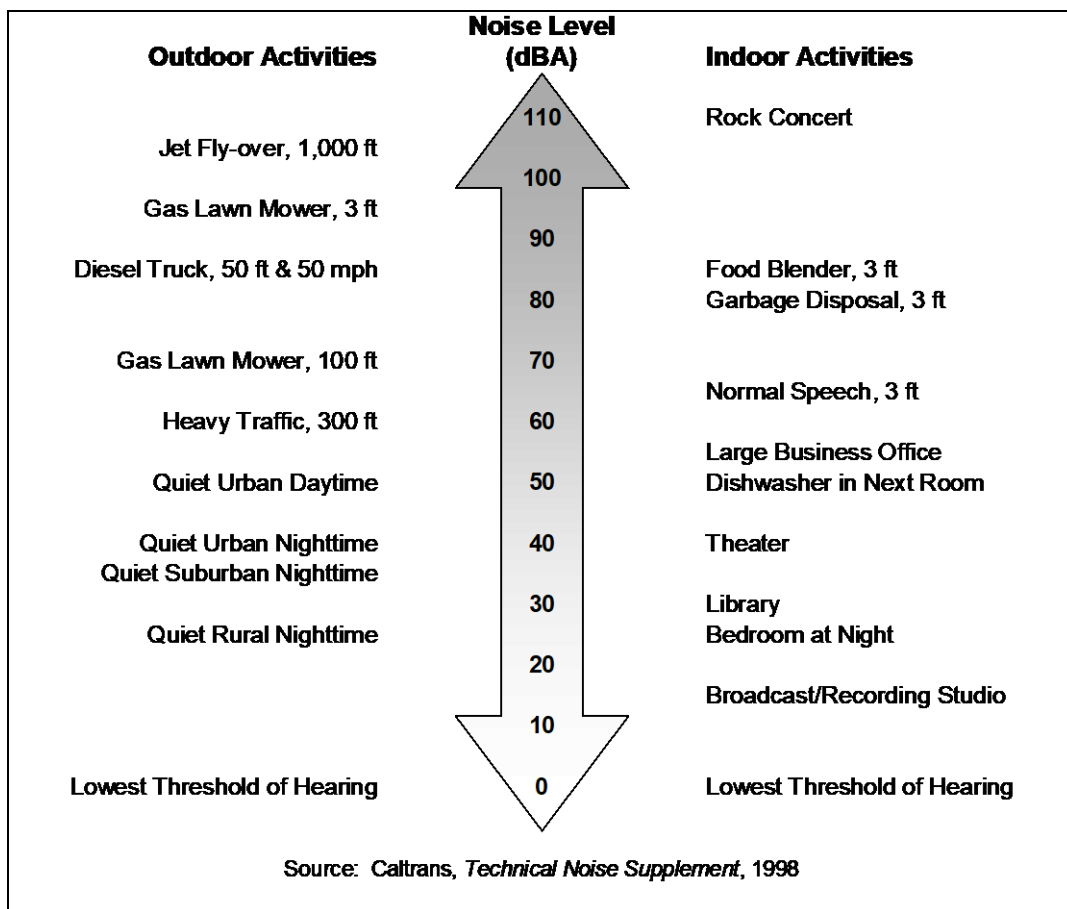 Noise Level
(dBA)
Outdoor Activities
Indoor Activities
110
Rock Concert
Jet Fly-over, 1,000 ft
100
Gas Lawn Mower, 3 ft
90
Diesel Truck, 50 ft & 50 mph
Food Blender, 3 ft
80
Garbage Disposal, 3 ft
Gas Lawn Mower, 100 ft
70
Normal Speech, 3 ft
Heavy Traffic, 300 ft
60
Large Business Office
Quiet Urban Daytime
50
Dishwasher in Next Room
Quiet Urban Nighttime
40
Theater
Quiet Suburban Nighttime
30
Library
Quiet Rural Nighttime
Bedroom at Night
20
Broadcast/Recording Studio
10
Lowest Threshold of Hearing
0
Lowest Threshold of Hearing
Source: Caltrans, Technical Noise Supplement, 1998